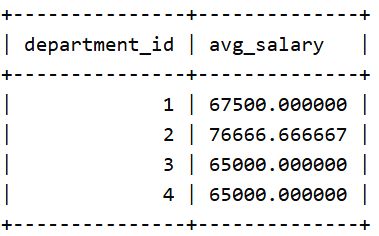 +---------------+--------------+
| department_id | avg_salary   |
+---------------+--------------+
|             1 | 67500.000000 |
|             2 | 76666.666667 |
|             3 | 65000.000000 |
|             4 | 65000.000000 |
+---------------+--------------+